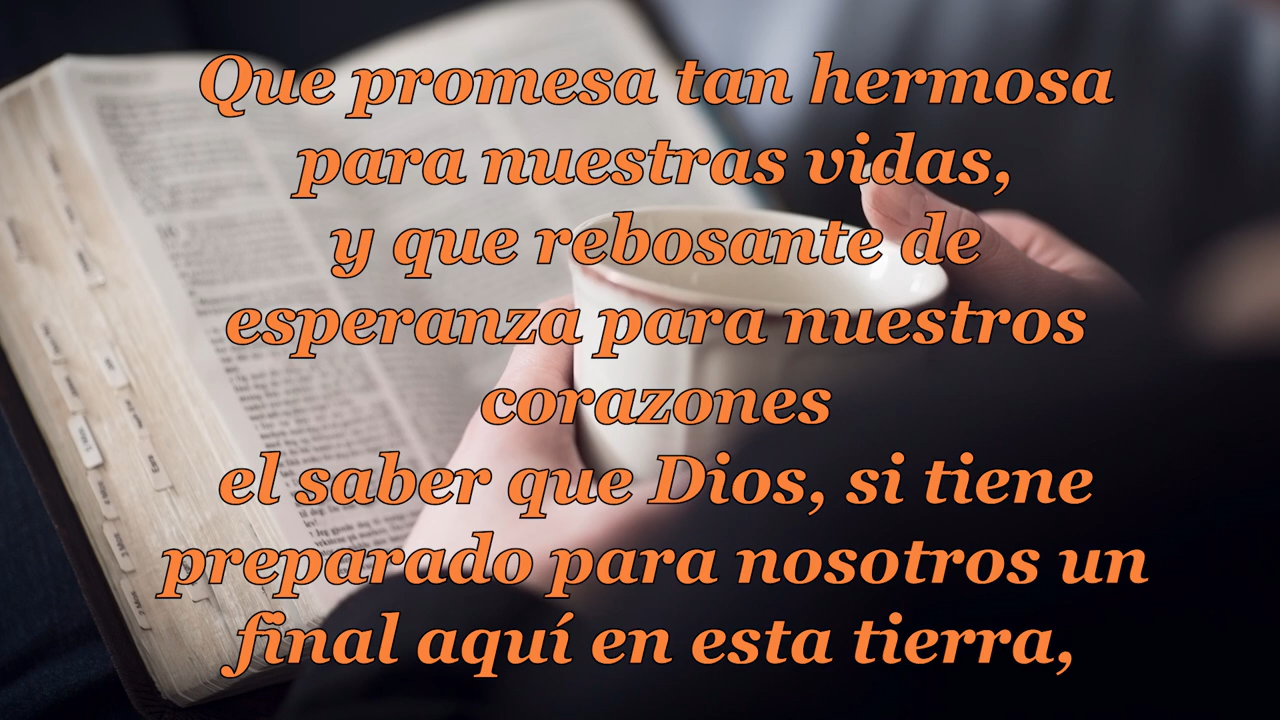 Que promesa tan hermosa
para nuestras vidas,
y que rebosante de
esperanza para nuestros
corazones
el saber que Dios, si tiene
preparado para nosotros un
final aquí en esta tierra,